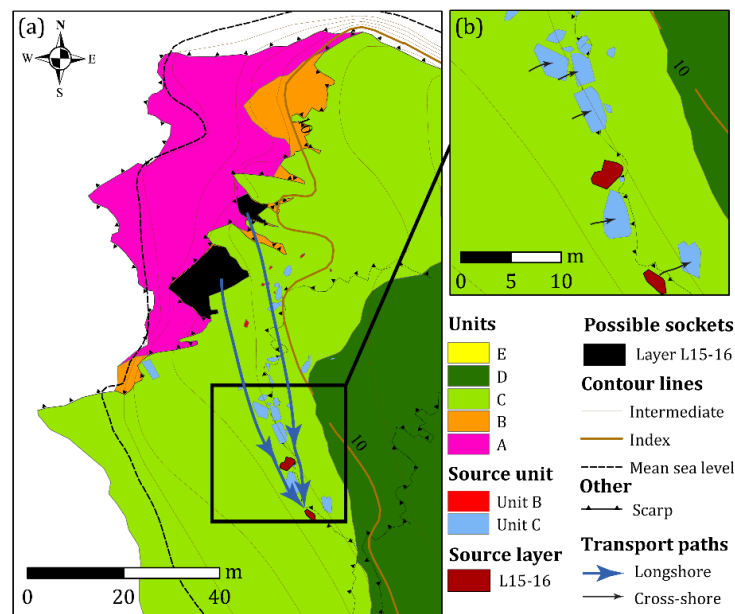 (a)
N
W E
S
10
10
0 20 40
m
(b)
10
m
0 5 10
Units
E
D
C
B
A
Source unit
Unit B
Unit C
Source layer
L15-16
Possible sockets
Layer L15-16
Contour lines
Intermediate
Index
Mean sea level
Other
Scarp
Transport paths
Longshore
Cross-shore